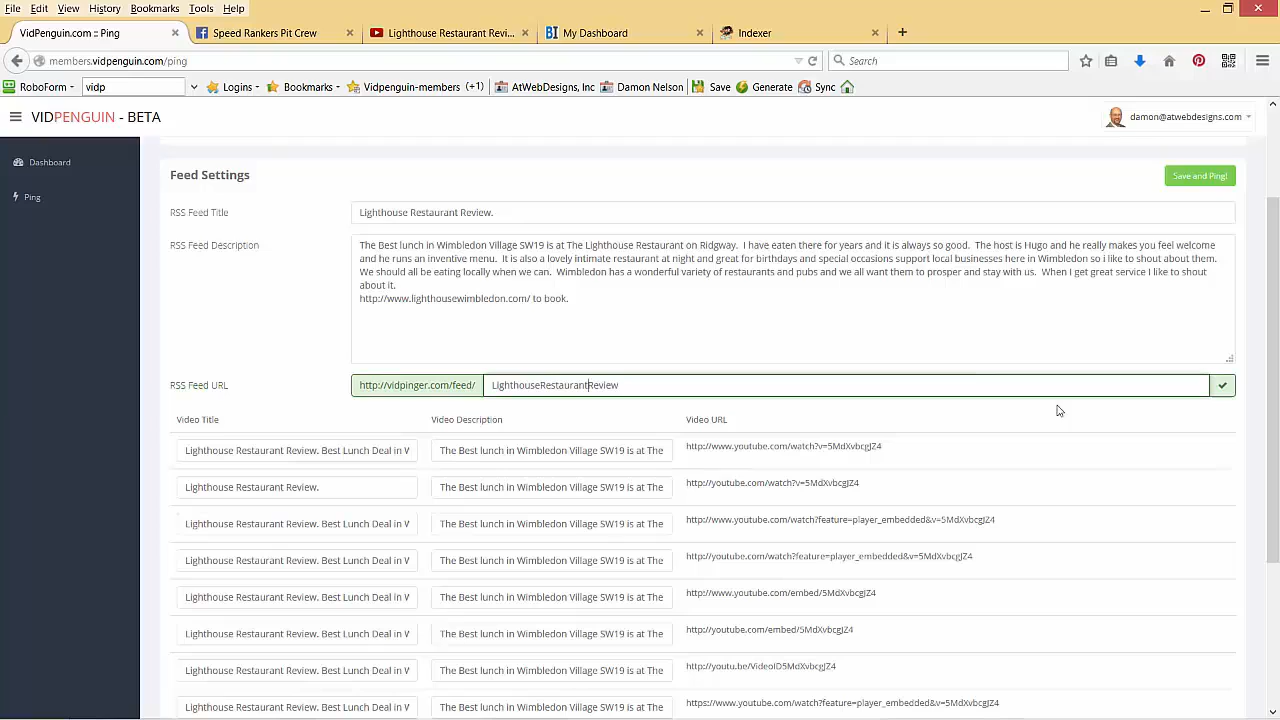 File Edit View History Bookmarks Tools Help
VidPenguin.com :: Ping × Speed Rankers Pit Crew × Lighthouse Restaurant Revi... × BI My Dashboard × Indexer × +
members.vidpenguin.com/ping Search
RoboForm vidp Logins Bookmarks Vidpenguin-members (+1) AtWebDesigns, Inc Damon Nelson Save Generate Sync
VIDPENGUIN - BETA damon@atwebdesigns.com
Dashboard
Ping
Feed Settings Save and Ping!
RSS Feed Title Lighthouse Restaurant Review.
RSS Feed Description The Best lunch in Wimbledon Village SW19 is at The Lighthouse Restaurant on Ridgway. I have eaten there for years and it is always so good. The host is Hugo and he really makes you feel welcome
and he runs an inventive menu. It is also a lovely intimate restaurant at night and great for birthdays and special occasions support local businesses here in Wimbledon so i like to shout about them.
We should all be eating locally when we can. Wimbledon has a wonderful variety of restaurants and pubs and we all want them to prosper and stay with us. When I get great service I like to shout
about it.
http://www.lighthousewimbledon.com/ to book.
RSS Feed URL http://vidpinger.com/feed/ LighthouseRestaurantReview
Video Title Video Description Video URL
Lighthouse Restaurant Review. Best Lunch Deal in V The Best lunch in Wimbledon Village SW19 is at The http://www.youtube.com/watch?v=5MdXvbcgJZ4
Lighthouse Restaurant Review. The Best lunch in Wimbledon Village SW19 is at The http://youtube.com/watch?v=5MdXvbcgJZ4
Lighthouse Restaurant Review. Best Lunch Deal in V The Best lunch in Wimbledon Village SW19 is at The http://www.youtube.com/watch?feature=player_embedded&v=5MdXvbcgJZ4
Lighthouse Restaurant Review. Best Lunch Deal in V The Best lunch in Wimbledon Village SW19 is at The http://youtube.com/watch?feature=player_embedded&v=5MdXvbcgJZ4
Lighthouse Restaurant Review. Best Lunch Deal in V The Best lunch in Wimbledon Village SW19 is at The http://www.youtube.com/embed/5MdXvbcgJZ4
Lighthouse Restaurant Review. Best Lunch Deal in V The Best lunch in Wimbledon Village SW19 is at The http://youtube.com/embed/5MdXvbcgJZ4
Lighthouse Restaurant Review. Best Lunch Deal in V The Best lunch in Wimbledon Village SW19 is at The http://youtu.be/VideoID5MdXvbcgJZ4
Lighthouse Restaurant Review. Best Lunch Deal in V The Best lunch in Wimbledon Village SW19 is at The https://www.youtube.com/watch?feature=player_embedded&v=5MdXvbcgJZ4